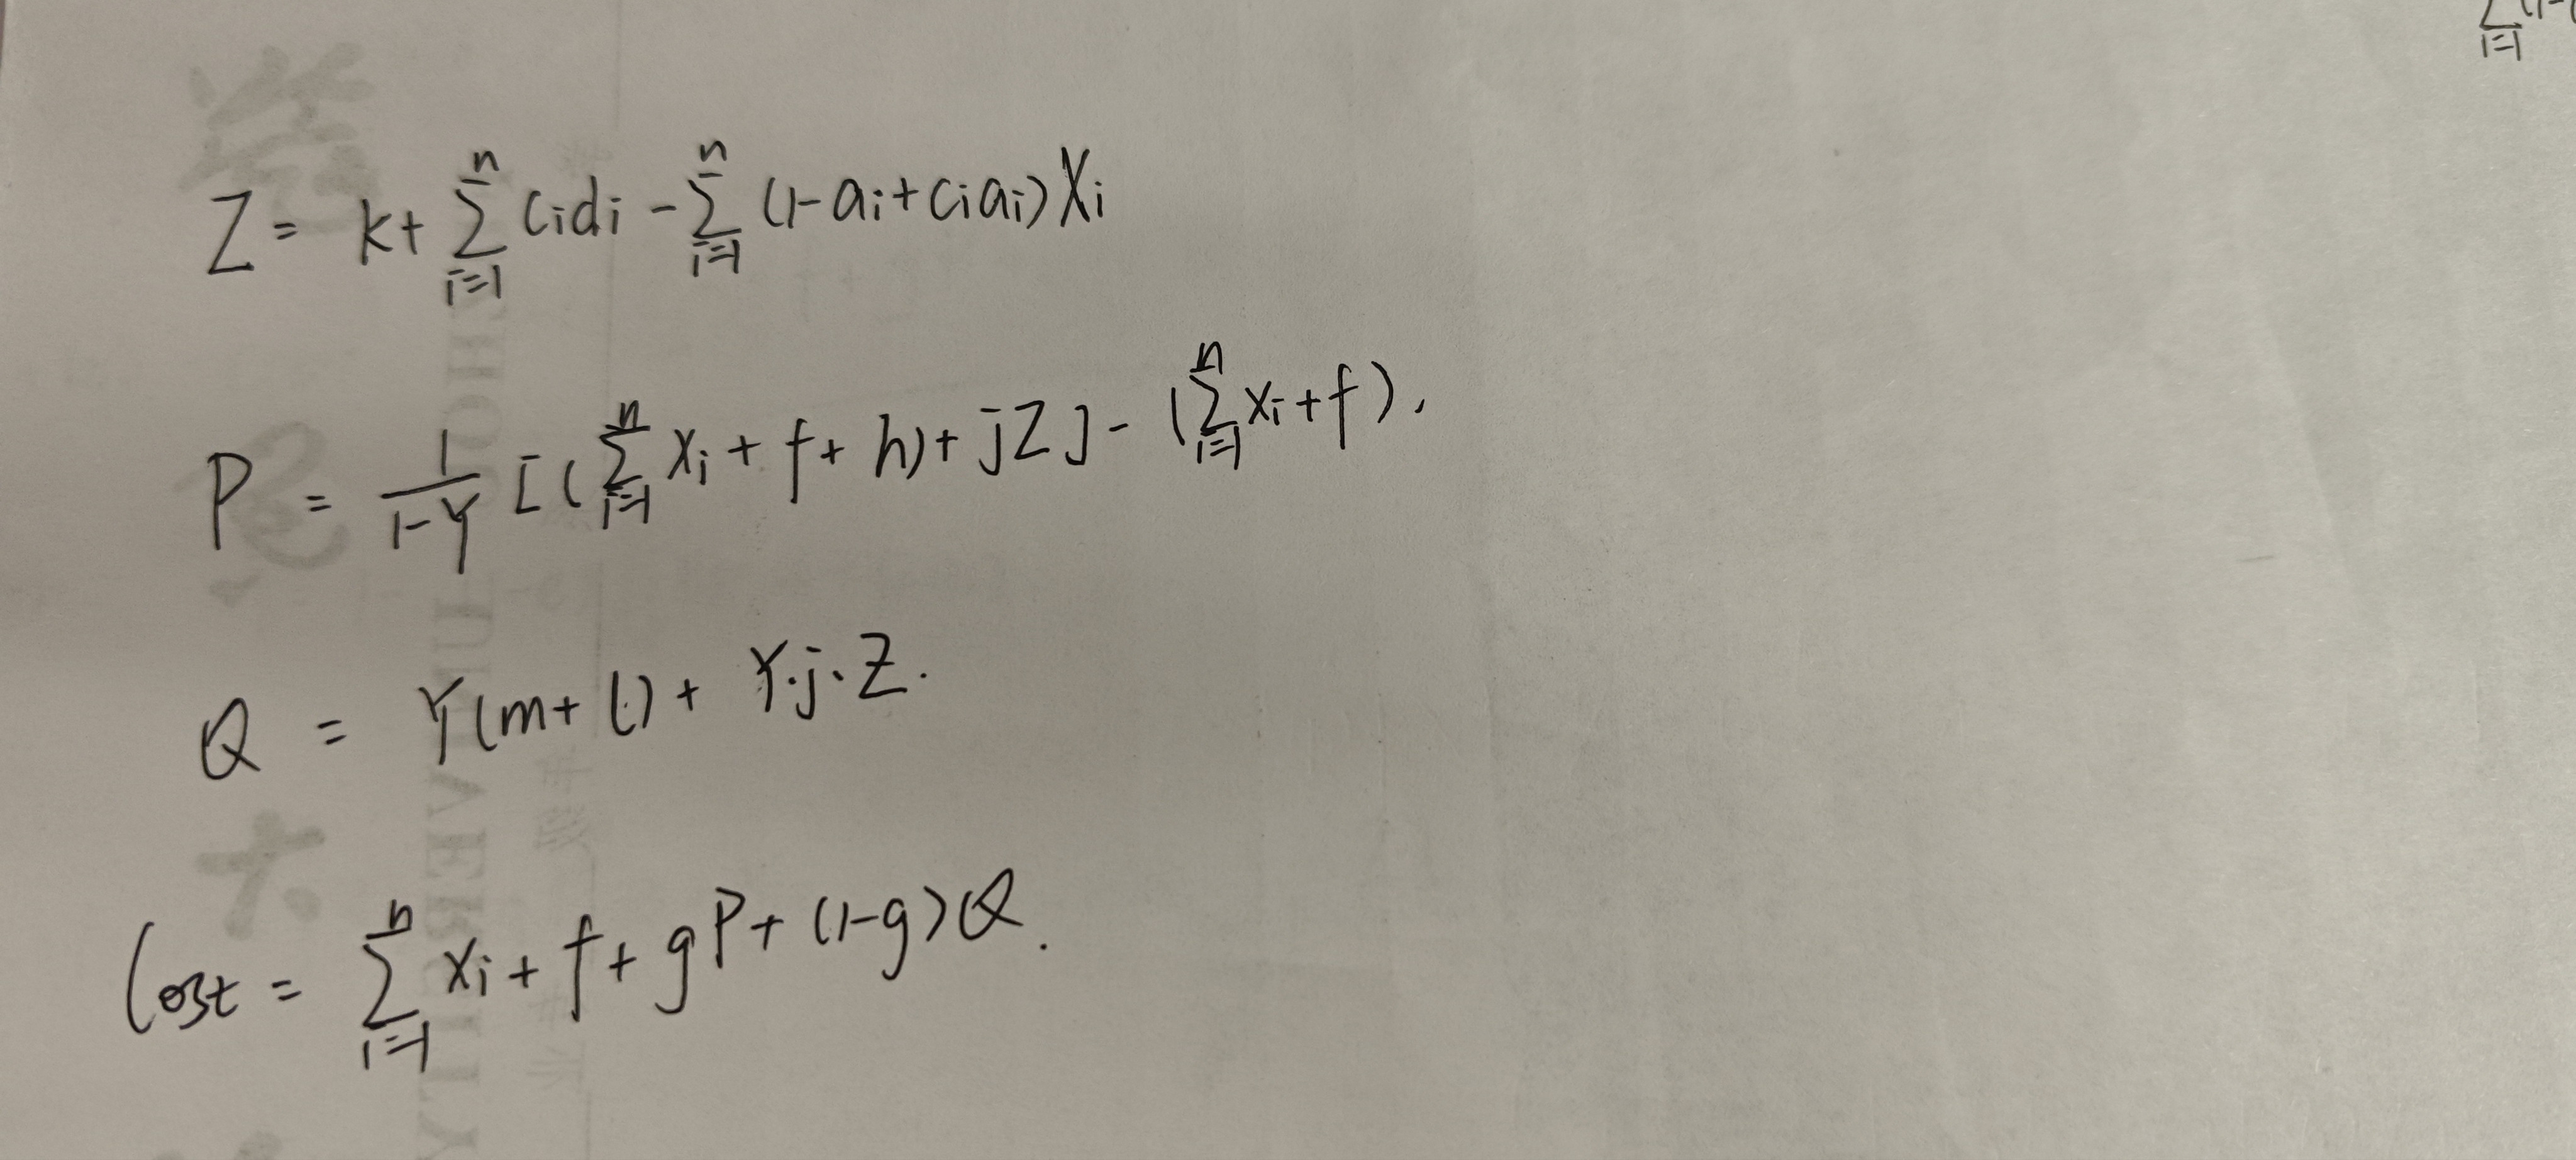 Z = k + \sum_{i=1}^{n} c_i d_i - \sum_{i=1}^{n} (1 - a_i + c_i a_i) X_i
P = \frac{1}{1-Y} [ ( \sum_{i=1}^{n} x_i + f + h) + jZ ] - ( \sum_{i=1}^{n} x_i + f ).
Q = Y(m + l) + Y \cdot j \cdot Z.
Cost = \sum_{i=1}^{n} x_i + f + gP + (1-g)Q.